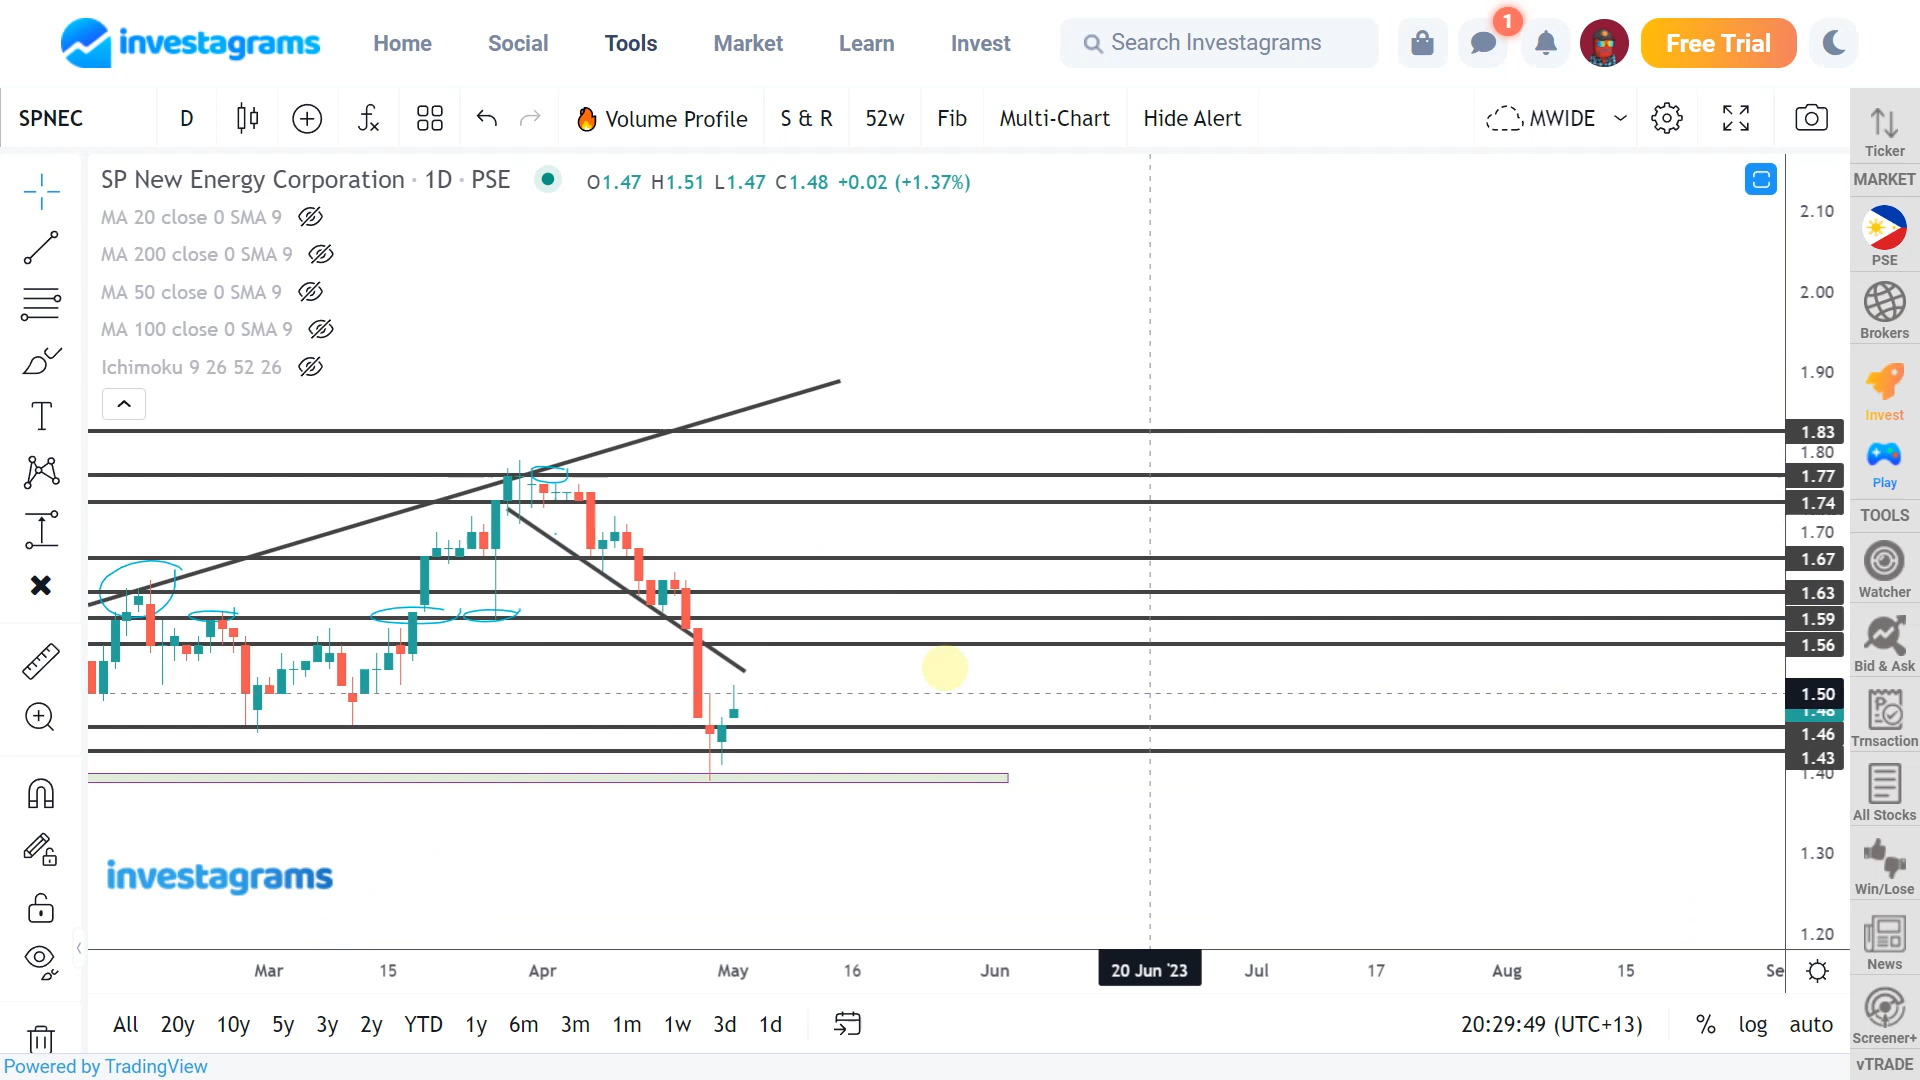 investagrams Home Social Tools Market Learn Invest Search Investagrams 1 Free Trial
SPNEC D Volume Profile S & R 52w Fib Multi-Chart Hide Alert MWIDE
SP New Energy Corporation · 1D · PSE O1.47 H1.51 L1.47 C1.48 +0.02 (+1.37%)
MA 20 close 0 SMA 9
MA 200 close 0 SMA 9
MA 50 close 0 SMA 9
MA 100 close 0 SMA 9
Ichimoku 9 26 52 26
2.10
2.00
1.90
1.83
1.80
1.77
1.74
1.70
1.67
1.63
1.59
1.56
1.50
1.48
1.46
1.43
1.40
1.30
1.20
investagrams
Mar 15 Apr May 16 Jun 20 Jun '23 Jul 17 Aug 15 Se
All 20y 10y 5y 3y 2y YTD 1y 6m 3m 1m 1w 3d 1d 20:29:49 (UTC+13) % log auto
Powered by TradingView
Ticker
MARKET
PSE
Brokers
Invest
Play
TOOLS
Watcher
Bid & Ask
Trnsaction
All Stocks
Win/Lose
News
Screener+
vTRADE